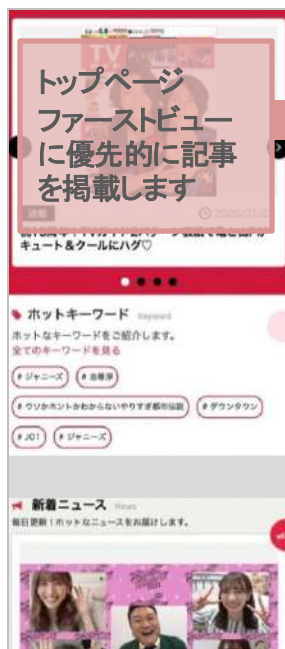 TV
トップページ
ファーストビュー
に優先的に記事
を掲載します
2020/01/27
キュート＆クールにハグ♡
ホットキーワード Keyword
ホットなキーワードをご紹介します。
全てのキーワードを見る
# ジャニーズ
# ウソかホントかわからないやりすぎ都市伝説 # ダウンタウン
# JO1 # ジャニーズ
新着ニュース News
毎日更新！ホットなニュースをお届けします。